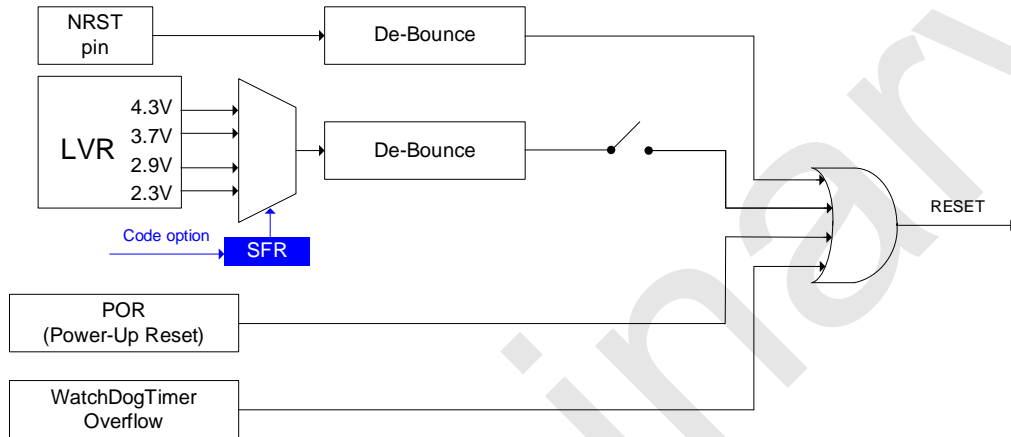 NRST
pin
De-Bounce
LVR
4.3V
3.7V
2.9V
2.3V
De-Bounce
Code option
SFR
RESET
POR
(Power-Up Reset)
WatchDogTimer
Overflow
inary